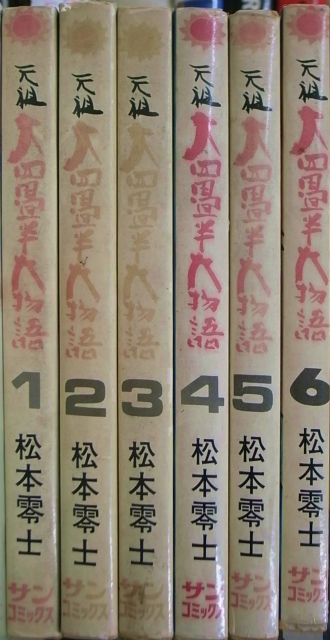 元祖
大四畳半大物語
1
松本零士
サン
コミックス
元祖
大四畳半大物語
2
松本零士
サン
コミックス
元祖
大四畳半大物語
3
松本零士
サン
コミックス
元祖
大四畳半大物語
4
松本零士
サン
コミックス
元祖
大四畳半大物語
5
松本零士
サン
コミックス
元祖
大四畳半大物語
6
松本零士
サン
コミックス